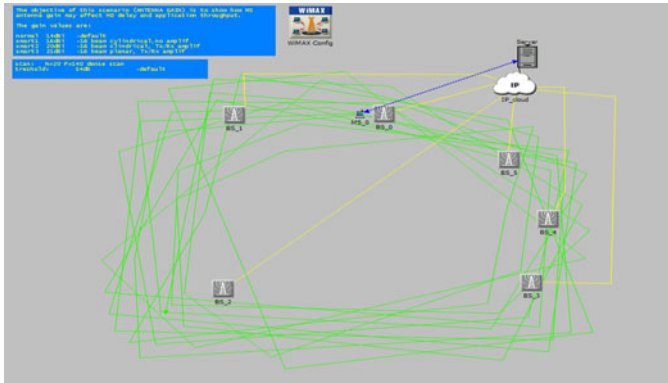 The objective of this scenario (ANTENNA GAIN) is to show how MS
antenna gain may affect HO delay and application throughput.
The gain values are:
normal 14dBi -default
smart1 16dBi -16 beam cylindrical,no amplif
smart2 20dBi -16 beam cylindrical, Tx/Rx amplif
smart3 21dBi -16 beam planar, Tx/Rx amplif
scan: N=20 P=140 dense scan
threshold: 14dB -default
WiMAX
WiMAX Config
Server
IP
IP_cloud
BS_1
MS_0
BS_0
BS_5
BS_4
BS_2
BS_3